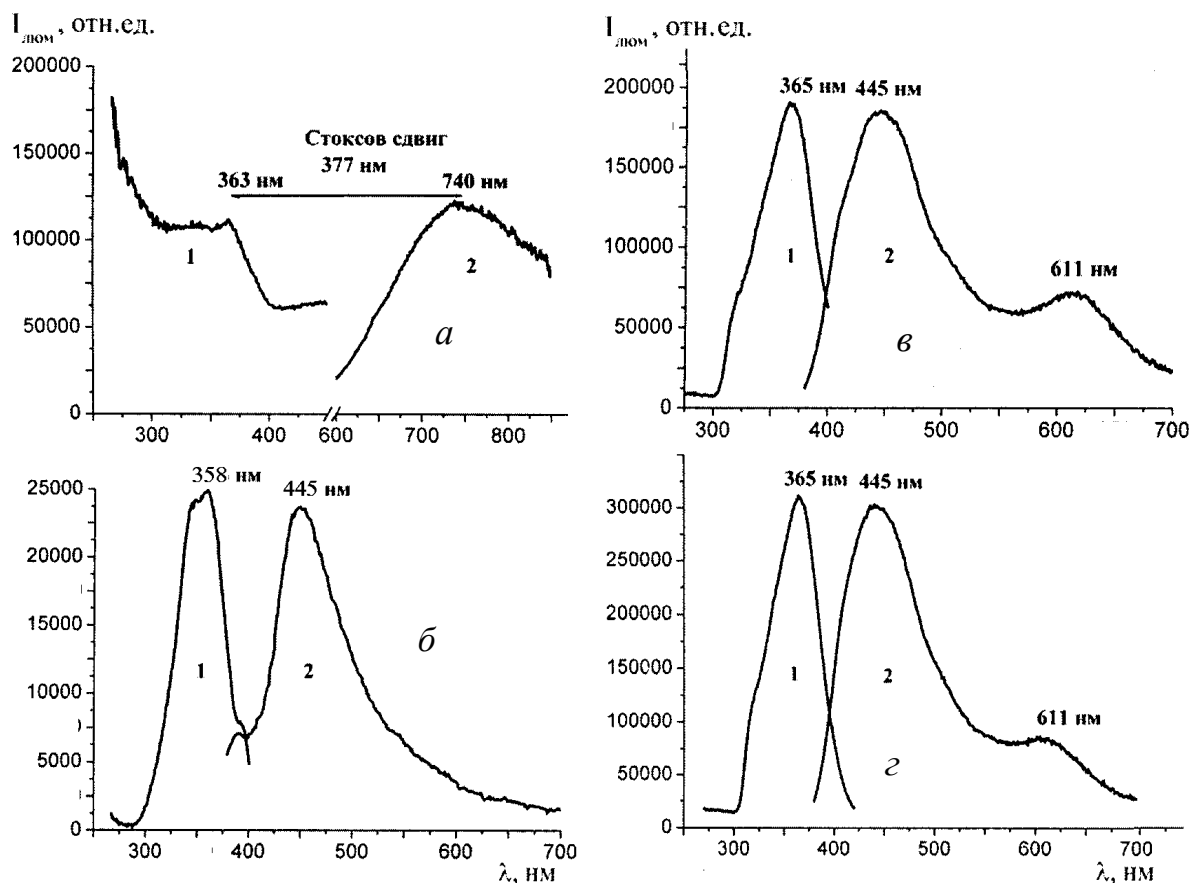 Iлюм, отн.ед.
200000
150000
100000
50000
0
Стоксов сдвиг
377 нм
363 нм
740 нм
1
2
а
300 400 600 700 800
Iлюм, отн.ед.
200000
150000
100000
50000
0
365 нм 445 нм
611 нм
1
2
в
300 400 500 600 700
25000
20000
15000
10000
5000
0
358 нм 445 нм
1
2
б
300 400 500 600 700
λ, нм
300000
250000
200000
150000
100000
50000
0
365 нм 445 нм
611 нм
1
2
г
300 400 500 600 700
λ, нм